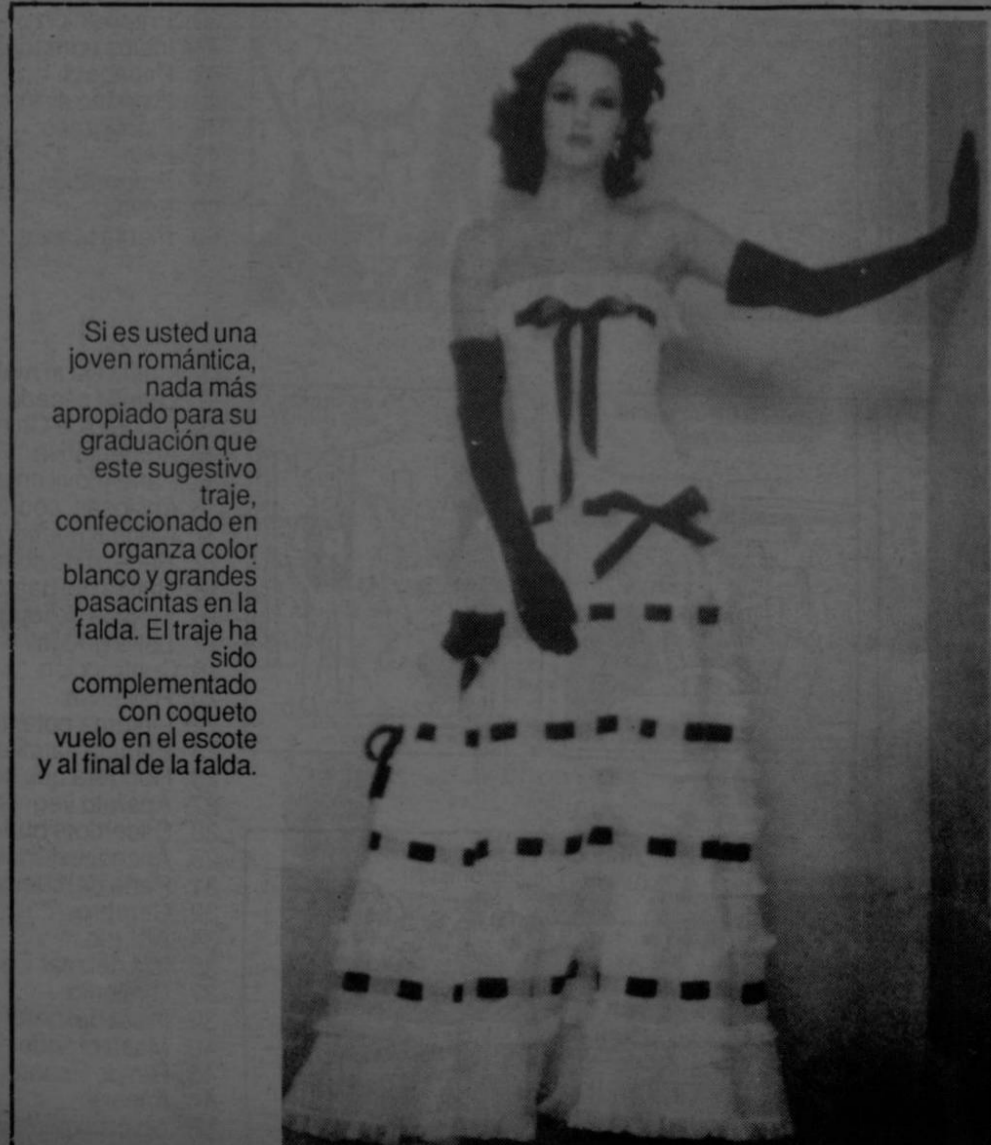 Si es usted una
joven romántica,
nada más
apropiado para su
graduación que
este sugestivo
traje,
confeccionado en
organza color
blanco y grandes
pasacintas en la
falda. El traje ha
sido
complementado
con coqueto
vuelo en el escote
y al final de la falda.